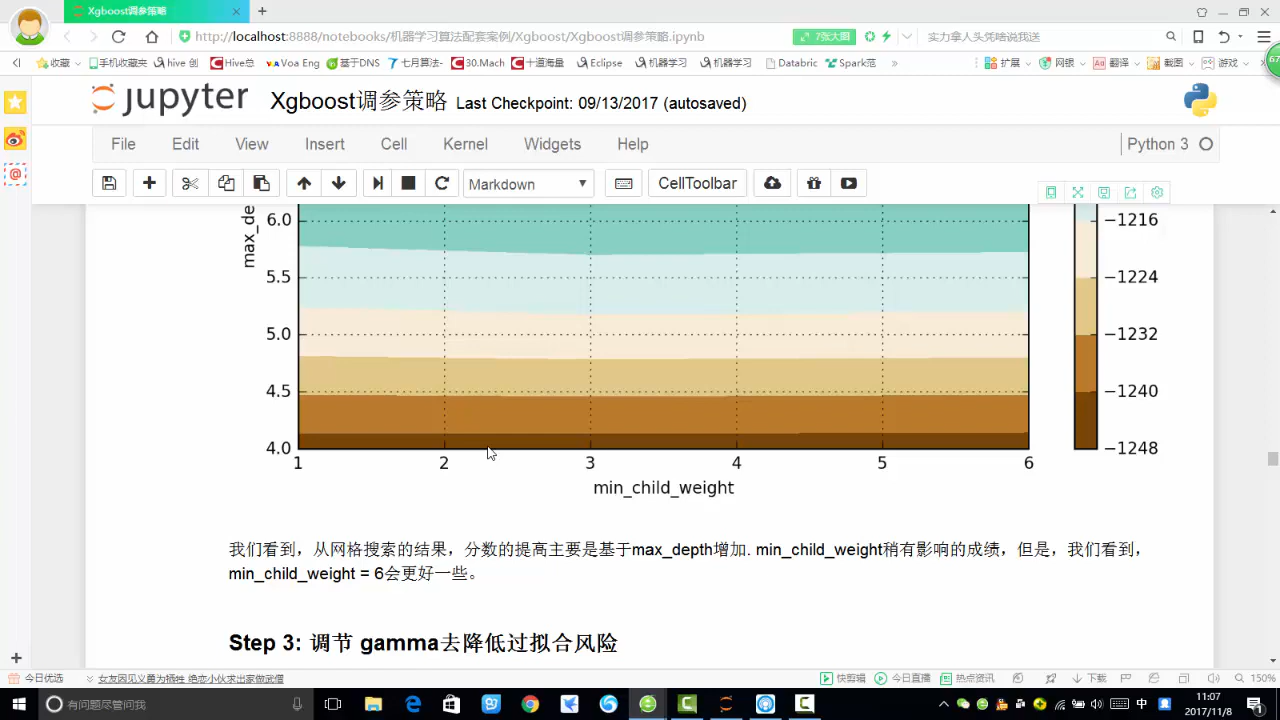 Xgboost调参策略
http://localhost:8888/notebooks/机器学习算法配套案例/Xgboost/Xgboost调参策略.ipynb
7张大图
实力拿人头凭啥说我送
收藏 手机收藏夹 hive 创 Hive总 Voa Eng 基于DNS 七月算法- 30.Mach 十道海量 Eclipse 机器学习 机器学习 Databric Spark范 » 扩展 网银 翻译 截图 游戏
jupyter Xgboost调参策略 Last Checkpoint: 09/13/2017 (autosaved)
File Edit View Insert Cell Kernel Widgets Help Python 3
Markdown CellToolbar
max_de
6.0
5.5
5.0
4.5
4.0
1 2 3 4 5 6
min_child_weight
−1216
−1224
−1232
−1240
−1248
我们看到，从网格搜索的结果，分数的提高主要是基于max_depth增加. min_child_weight稍有影响的成绩，但是，我们看到，
min_child_weight = 6会更好一些。
Step 3: 调节 gamma去降低过拟合风险
今日优选 女友因见义勇为牺牲 绝恋小伙求出家做武僧 快剪辑 今日直播 热点资讯 下载 150%
有问题尽管问我
中
11:07
2017/11/8